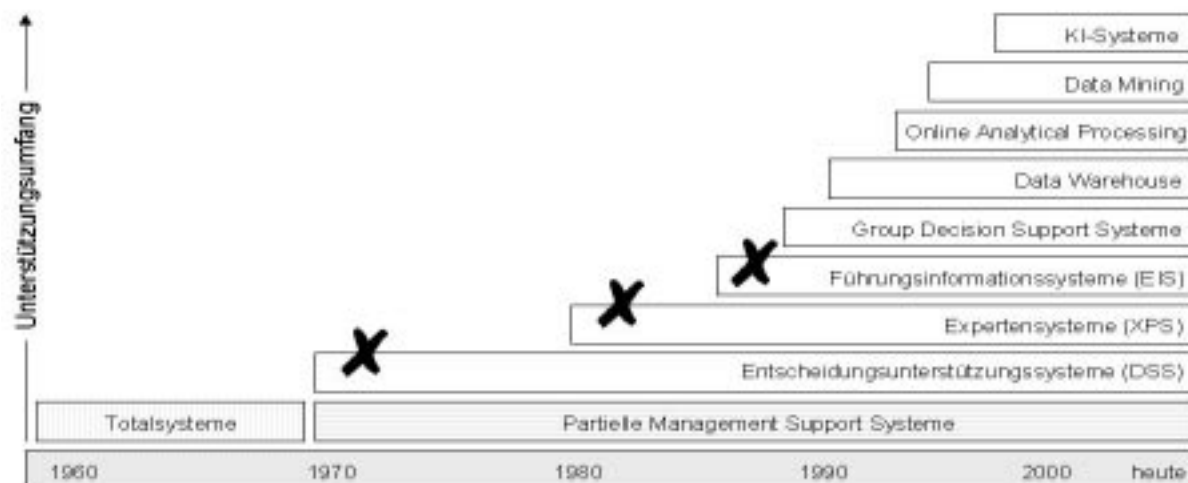 Unterstützungsumfang
KI-Systeme
Data Mining
Online Analytical Processing
Data Warehouse
Group Decision Support Systeme
Führungsinformationssysteme (EIS)
Expertensysteme (XPS)
Entscheidungsunterstützungssysteme (DSS)
Totalsysteme Partielle Management Support Systeme
1960 1970 1980 1990 2000 heute